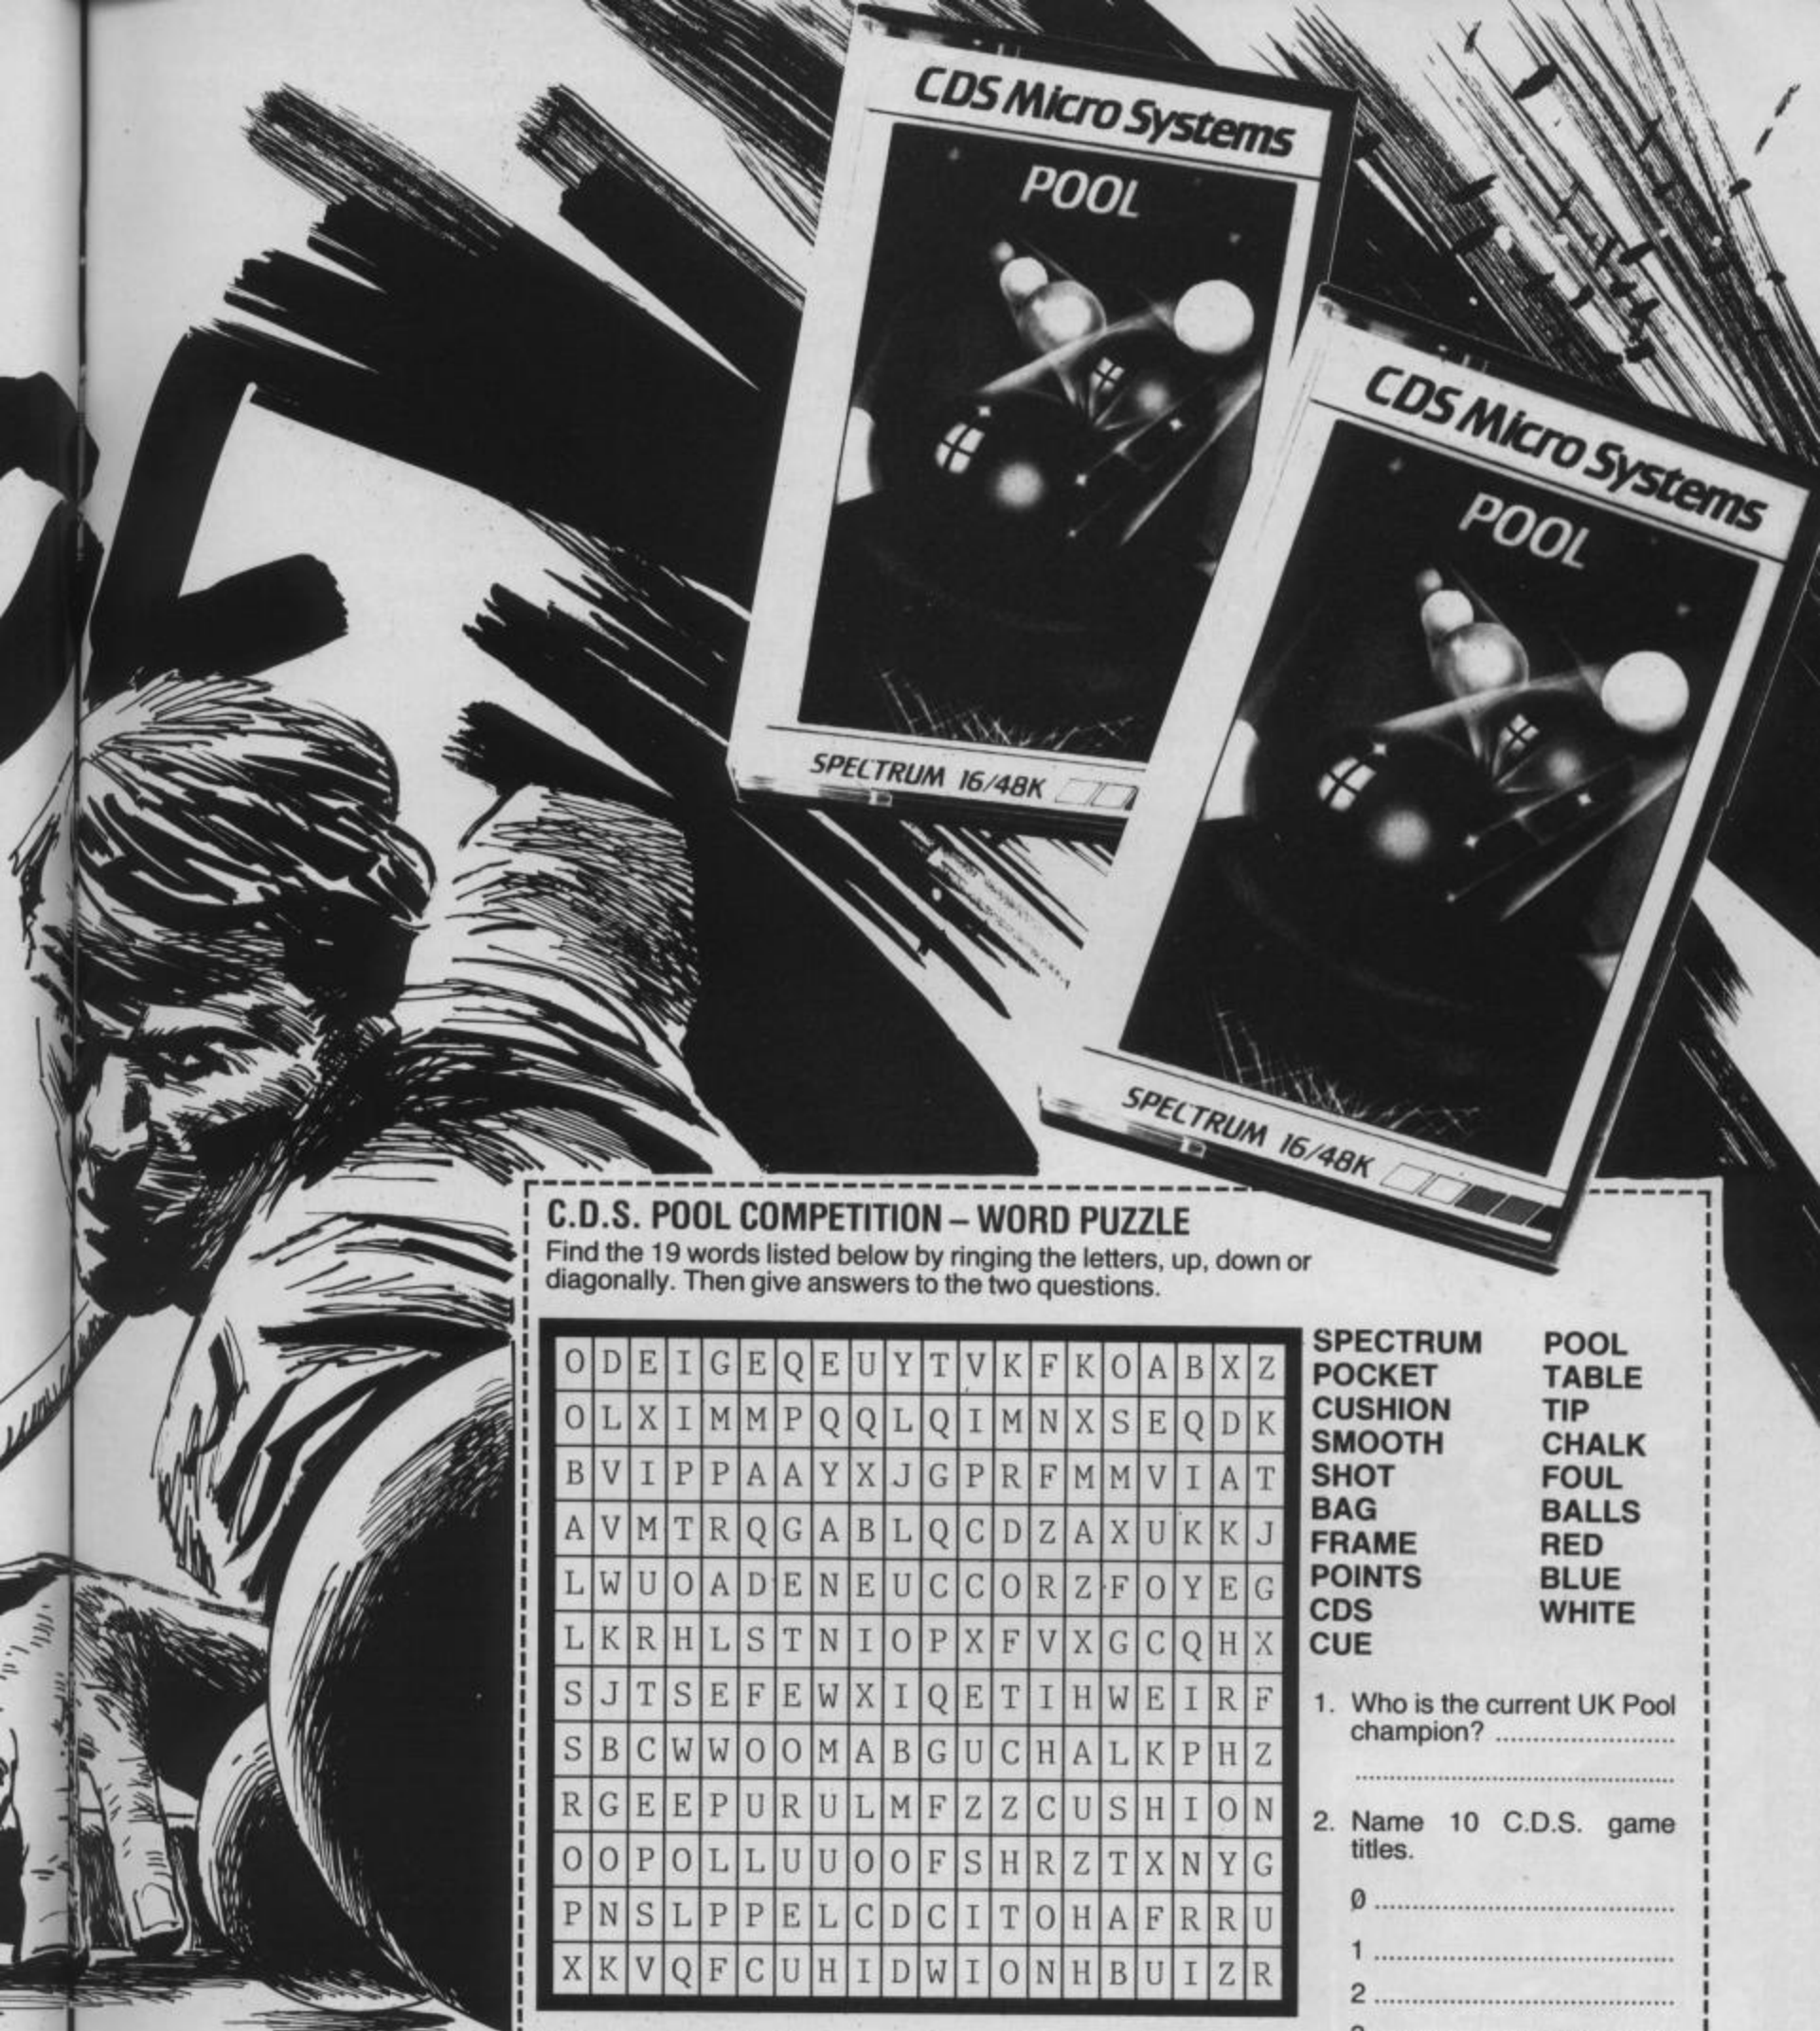 CDS Micro Systems
POOL
SPECTRUM 16/48K
CDS Micro Systems
POOL
SPECTRUM 16/48K
C.D.S. POOL COMPETITION – WORD PUZZLE
Find the 19 words listed below by ringing the letters, up, down or
diagonally. Then give answers to the two questions.
O D E I G E Q E U Y T V K F K O A B X Z
O L X I M M P Q Q L Q I M N X S E Q D K
B V I P P A A Y X J G P R F M M V I A T
A V M T R Q G A B L Q C D Z A X U K K J
L W U O A D E N E U C C O R Z F O Y E G
L K R H L S T N I O P X F V X G C Q H X
S J T S E F E W X I Q E T I H W E I R F
S B C W W O O M A B G U C H A L K P H Z
R G E E P U R U L M F Z Z C U S H I O N
O O P O L L U U O O F S H R Z T X N Y G
P N S L P P E L C D C I T O H A F R R U
X K V Q F C U H I D W I O N H B U I Z R
SPECTRUM POOL
POCKET TABLE
CUSHION TIP
SMOOTH CHALK
SHOT FOUL
BAG BALLS
FRAME RED
POINTS BLUE
CDS WHITE
CUE
1. Who is the current UK Pool
champion? ........................
................................................
2. Name 10 C.D.S. game
titles.
0 ................................................
1 ................................................
2 ................................................